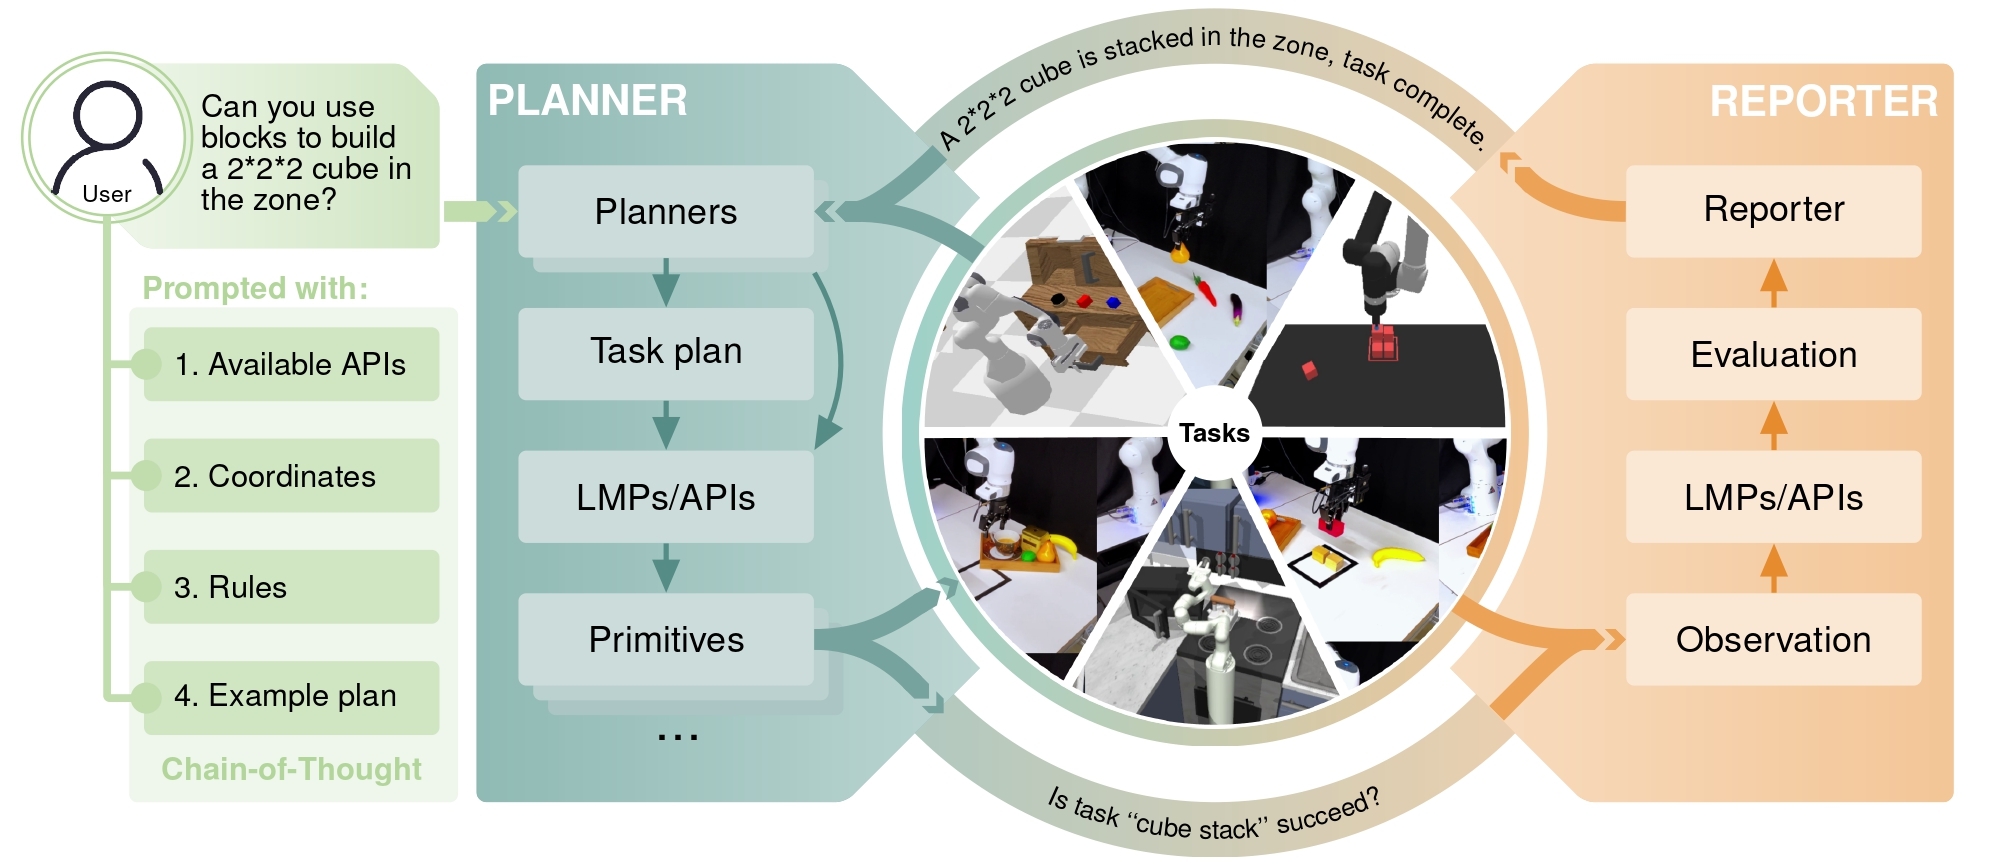 Can you use
blocks to build
a 2*2*2 cube in
the zone?
User
Prompted with:
1. Available APIs
2. Coordinates
3. Rules
4. Example plan
Chain-of-Thought
PLANNER
Planners
Task plan
LMPs/APIs
Primitives
...
A 2*2*2 cube is stacked in the zone, task complete.
Tasks
Is task “cube stack” succeed?
REPORTER
Reporter
Evaluation
LMPs/APIs
Observation